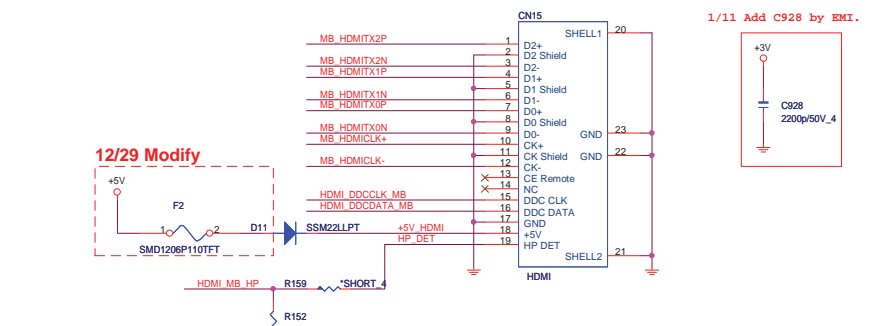 CN15
1/11 Add C928 by EMI.
SHELL1 20
MB_HDMITX2P 1 D2+
2 D2 Shield
MB_HDMITX2N 3 D2-
MB_HDMITX1P 4 D1+
5 D1 Shield
MB_HDMITX1N 6 D1-
MB_HDMITX0P 7 D0+
8 D0 Shield
MB_HDMITX0N 9 D0- GND 23
MB_HDMICLK+ 10 CK+
11 CK Shield GND 22
MB_HDMICLK- 12 CK-
13 CE Remote
14 NC
HDMI_DDCCLK_MB 15 DDC CLK
HDMI_DDCDATA_MB 16 DDC DATA
17 GND
+5V_HDMI 18 +5V
HP_DET 19 HP DET
SHELL2 21
HDMI
+3V
C928
2200p/50V_4
12/29 Modify
+5V
F2
1 2 D11 SSM22LLPT
SMD1206P110TFT
HDMI_MB_HP R159 *SHORT_4
R152